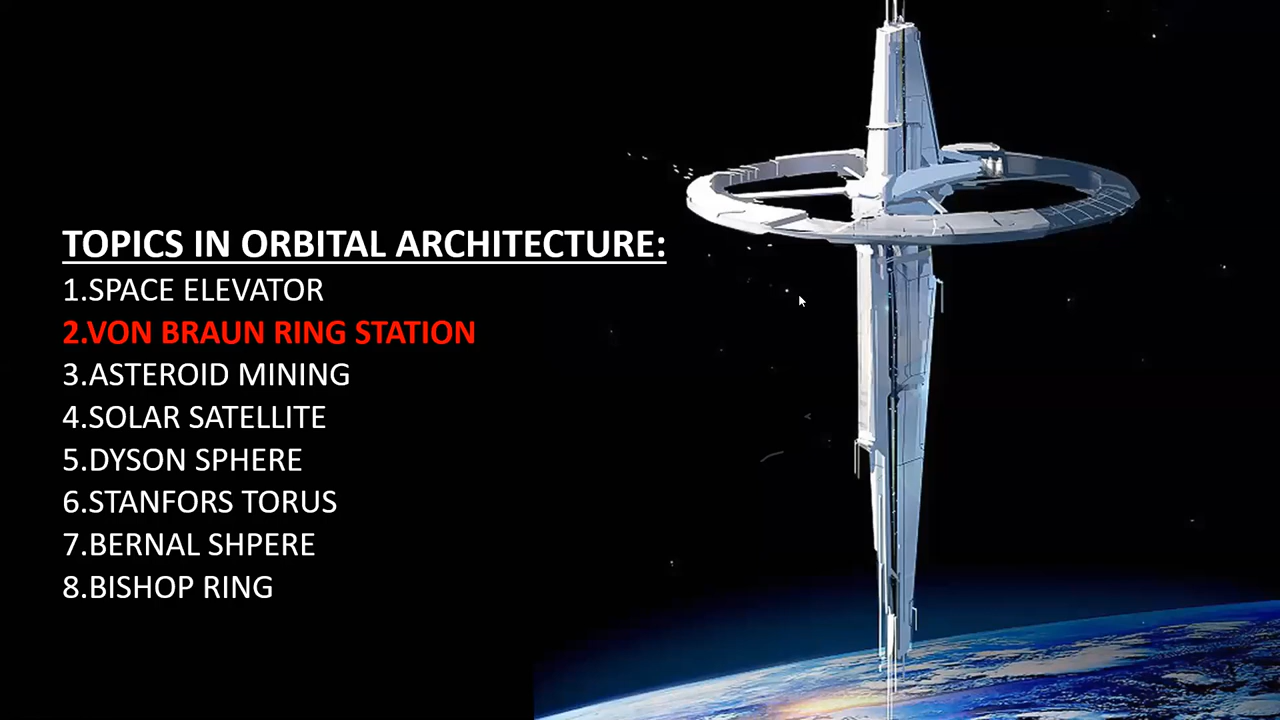 TOPICS IN ORBITAL ARCHITECTURE:
1.SPACE ELEVATOR
2.VON BRAUN RING STATION
3.ASTEROID MINING
4.SOLAR SATELLITE
5.DYSON SPHERE
6.STANFORS TORUS
7.BERNAL SHPERE
8.BISHOP RING